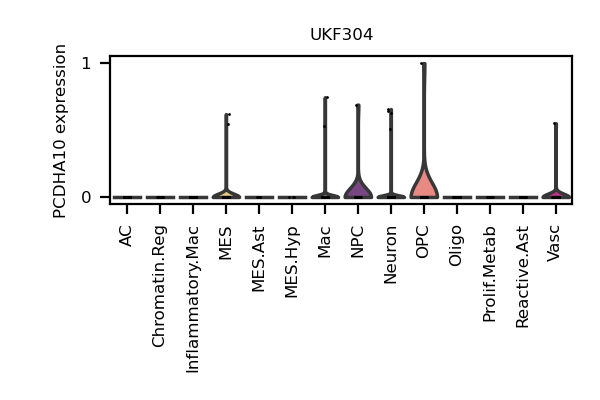 UKF304
PCDHA10 expression
1
0
AC
Chromatin.Reg
Inflammatory.Mac
MES
MES.Ast
MES.Hyp
Mac
NPC
Neuron
OPC
Oligo
Prolif.Metab
Reactive.Ast
Vasc